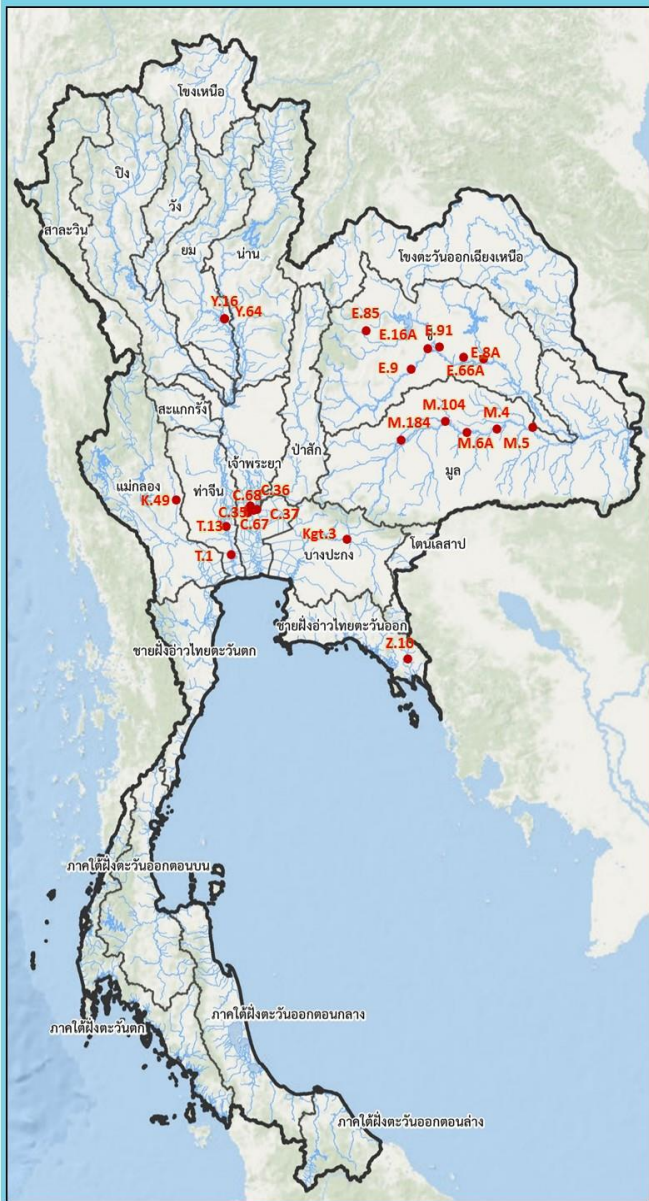 โขงเหนือ
ปิง
วัง
สาละวิน
ยม
น่าน
โขงตะวันออกเฉียงเหนือ
Y.16
Y.64
E.85
E.16A
E.91
E.8A
E.9
E.66A
สะแกกรัง
M.104
M.4
M.184
M.6A
M.5
ป่าสัก
เจ้าพระยา
มูล
แม่กลอง
ท่าจีน
K.49
C.36
C.68
C.35
C.37
T.13
C.67
Kgt.3
โตนเลสาป
T.1
บางปะกง
ชายฝั่งอ่าวไทยตะวันออก
ชายฝั่งอ่าวไทยตะวันตก
Z.10
ภาคใต้ฝั่งตะวันออกตอนบน
ภาคใต้ฝั่งตะวันออกตอนกลาง
ภาคใต้ฝั่งตะวันตก
ภาคใต้ฝั่งตะวันออกตอนล่าง